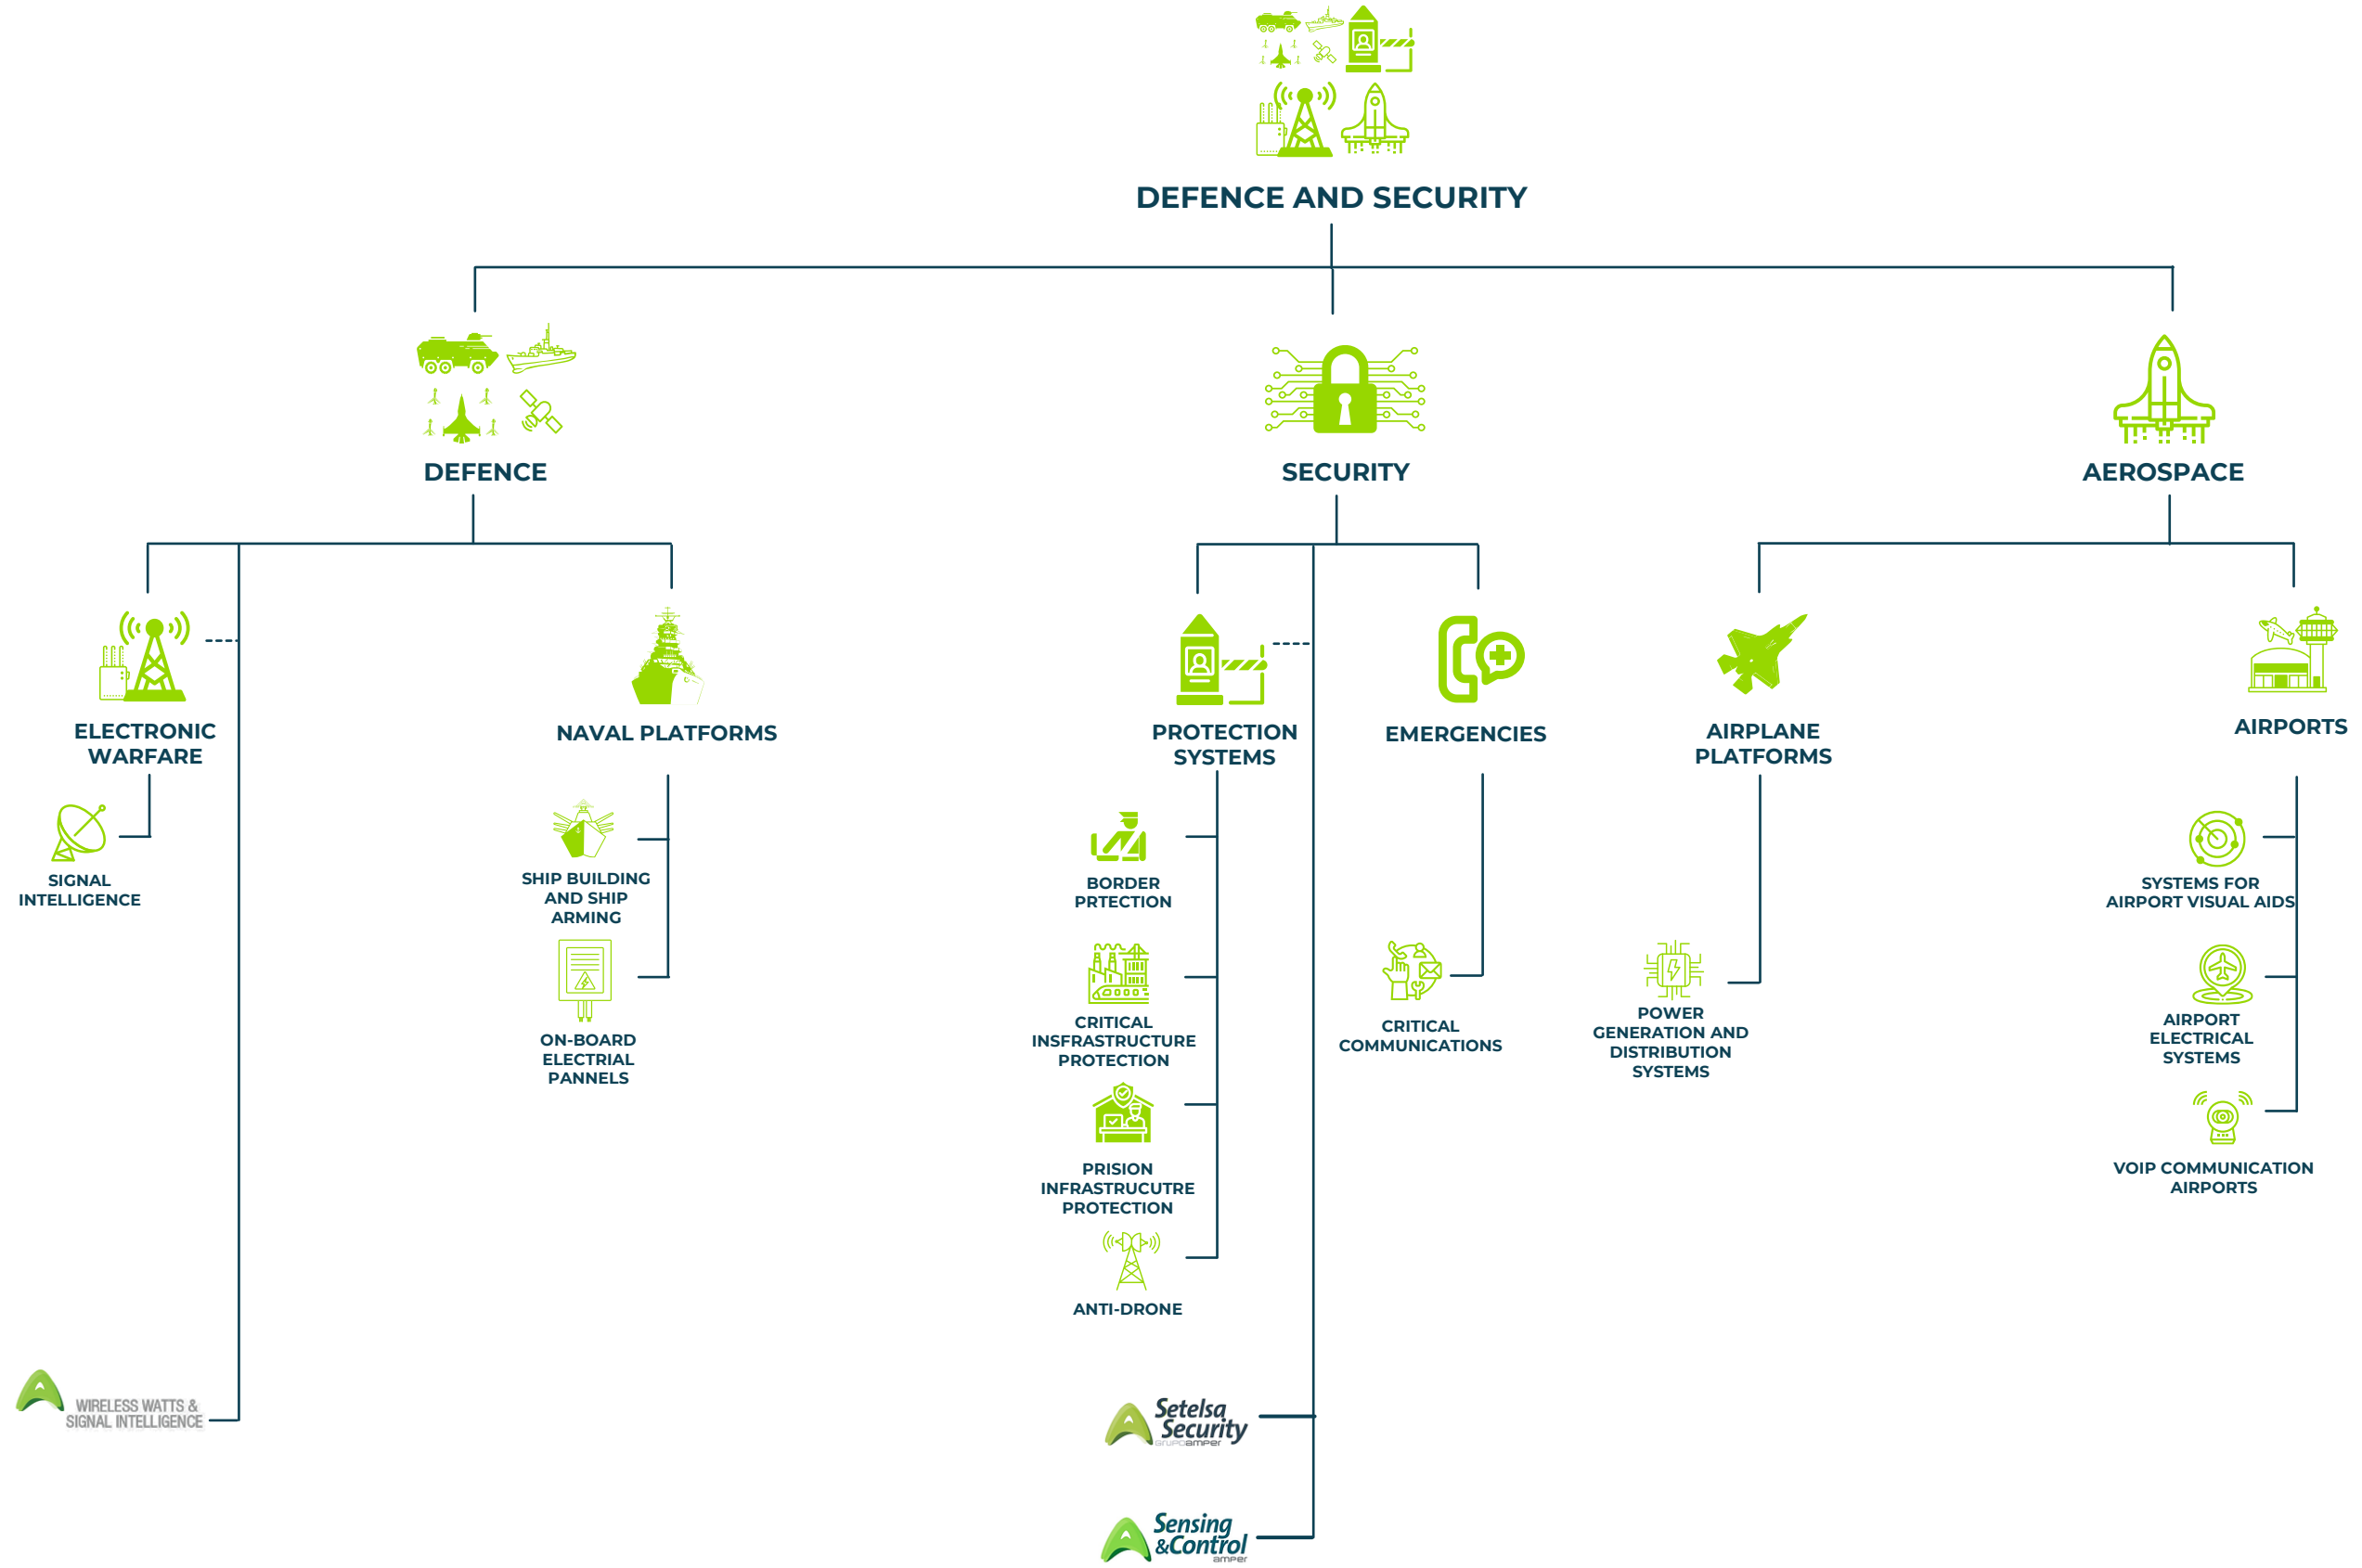 DEFENCE AND SECURITY
DEFENCE
SECURITY
AEROSPACE
ELECTRONIC
WARFARE
NAVAL PLATFORMS
PROTECTION
SYSTEMS
EMERGENCIES
AIRPLANE
PLATFORMS
AIRPORTS
SIGNAL
INTELLIGENCE
SHIP BUILDING
AND SHIP
ARMING
ON-BOARD
ELECTRIAL
PANNELS
BORDER
PRTECTION
CRITICAL
INSFRASTRUCTURE
PROTECTION
PRISION
INFRASTRUCUTRE
PROTECTION
ANTI-DRONE
CRITICAL
COMMUNICATIONS
POWER
GENERATION AND
DISTRIBUTION
SYSTEMS
SYSTEMS FOR
AIRPORT VISUAL AIDS
AIRPORT
ELECTRICAL
SYSTEMS
VOIP COMMUNICATION
AIRPORTS
WIRELESS WATTS &
SIGNAL INTELLIGENCE
Setelsa
Security
GRUPOAMPER
Sensing
&Control
amper